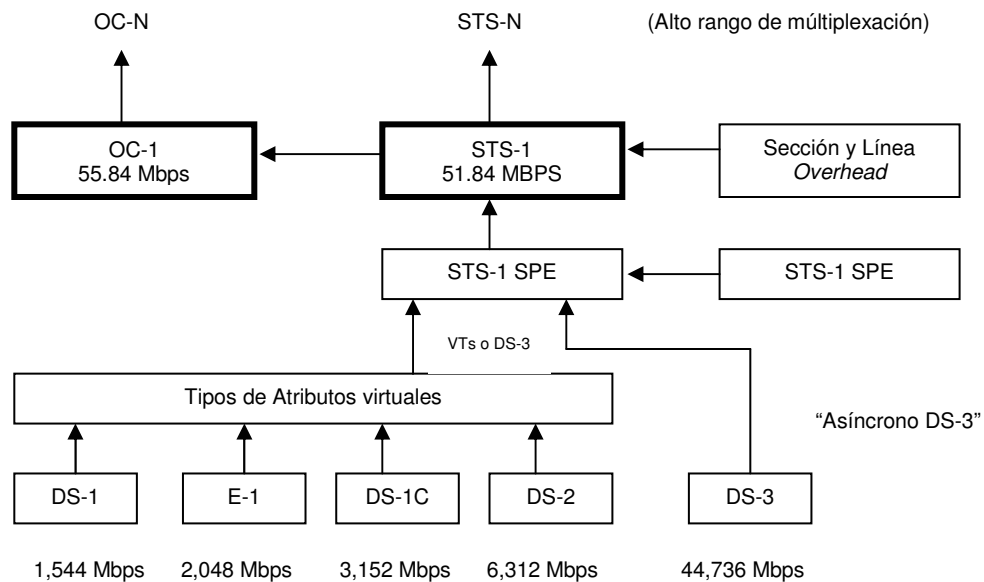 OC-N STS-N (Alto rango de múltiplexación)
OC-1
55.84 Mbps
STS-1
51.84 MBPS
Sección y Línea
Overhead
STS-1 SPE STS-1 SPE
VTs o DS-3
Tipos de Atributos virtuales
“Asíncrono DS-3”
DS-1 E-1 DS-1C DS-2 DS-3
1,544 Mbps 2,048 Mbps 3,152 Mbps 6,312 Mbps 44,736 Mbps